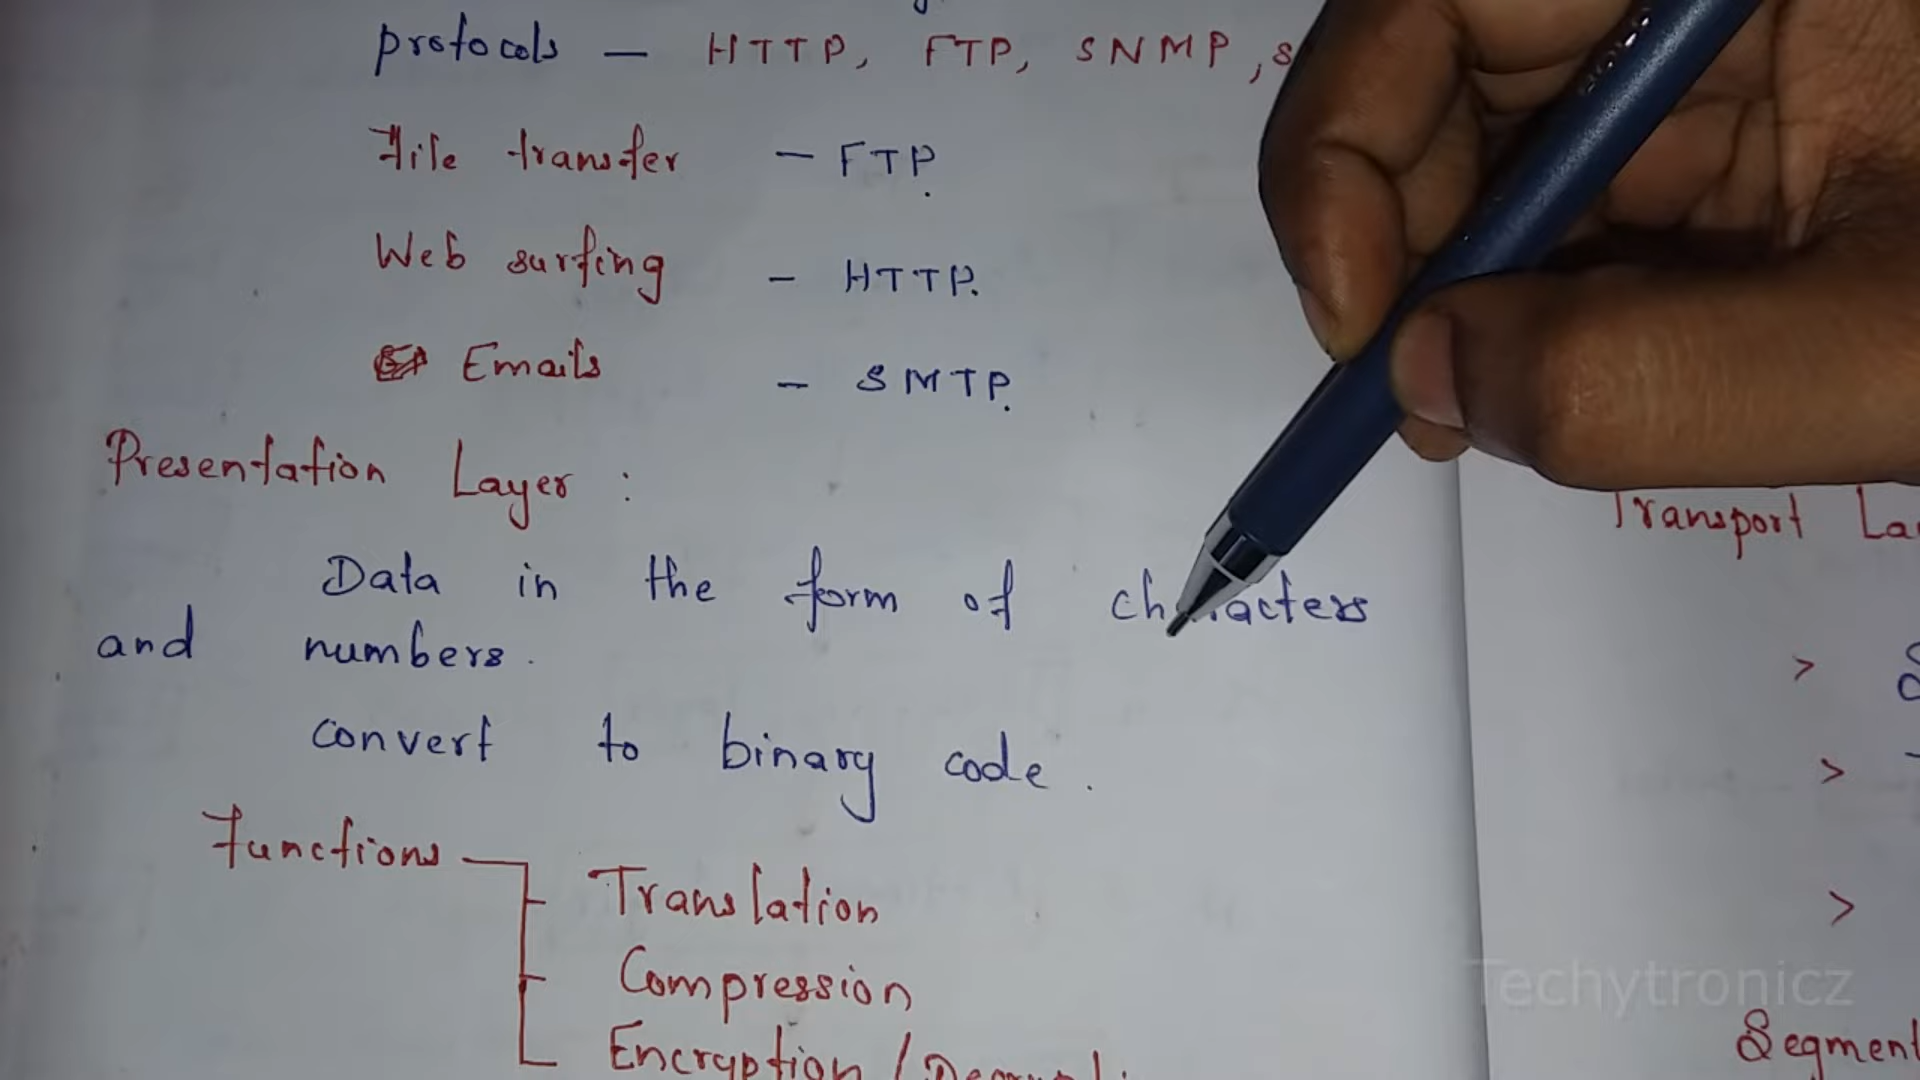 protocols — HTTP, FTP, SNMP, S
File transfer – FTP.
Web surfing – HTTP.
Emails – SMTP.
Presentation Layer :
Data in the form of characters
and numbers.
convert to binary code.
Functions
Translation
Compression
Encryption /
Transport La
>
>
>
Segment
Techytronicz